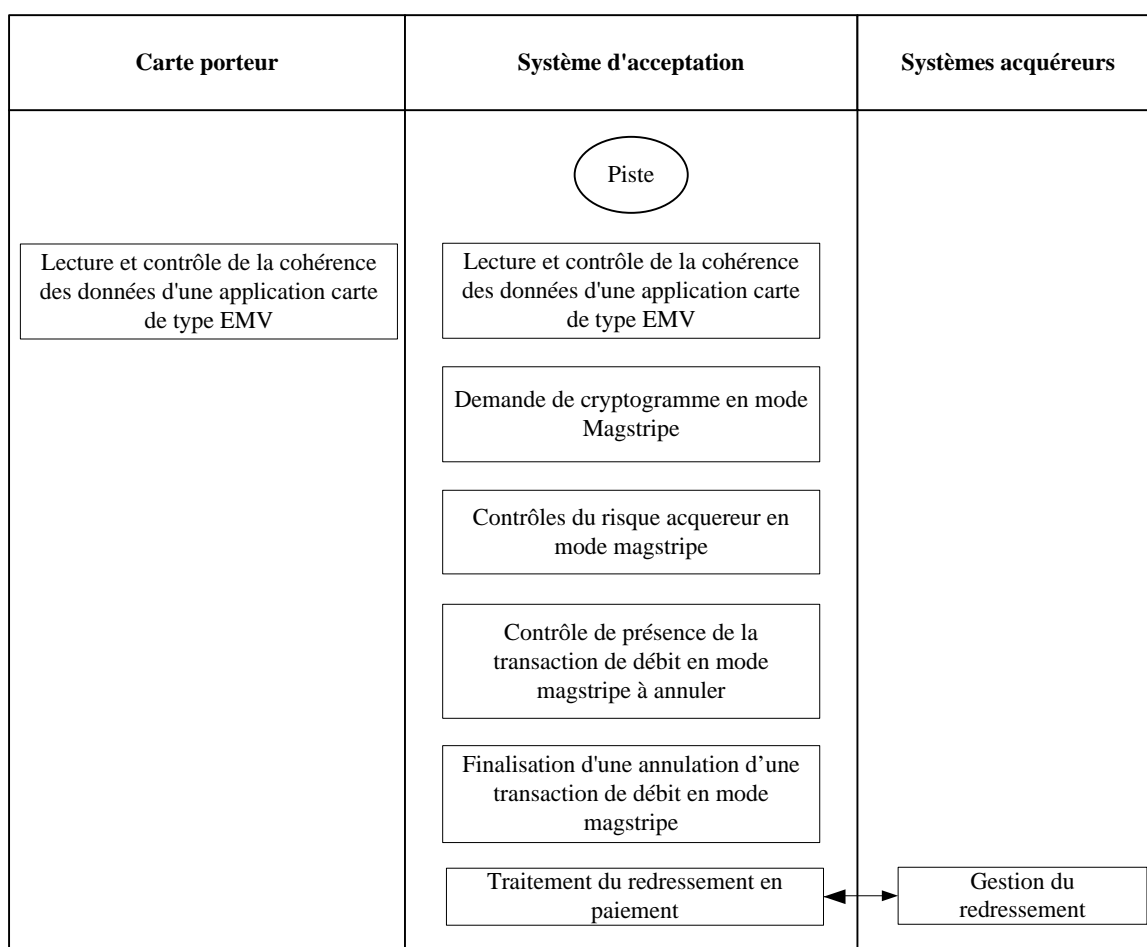 Carte porteur
Système d'acceptation
Systèmes acquéreurs
Piste
Lecture et contrôle de la cohérence
des données d'une application carte
de type EMV
Lecture et contrôle de la cohérence
des données d'une application carte
de type EMV
Demande de cryptogramme en mode
Magstripe
Contrôles du risque acquereur en
mode magstripe
Contrôle de présence de la
transaction de débit en mode
magstripe à annuler
Finalisation d'une annulation d’une
transaction de débit en mode
magstripe
Traitement du redressement en
paiement
Gestion du
redressement